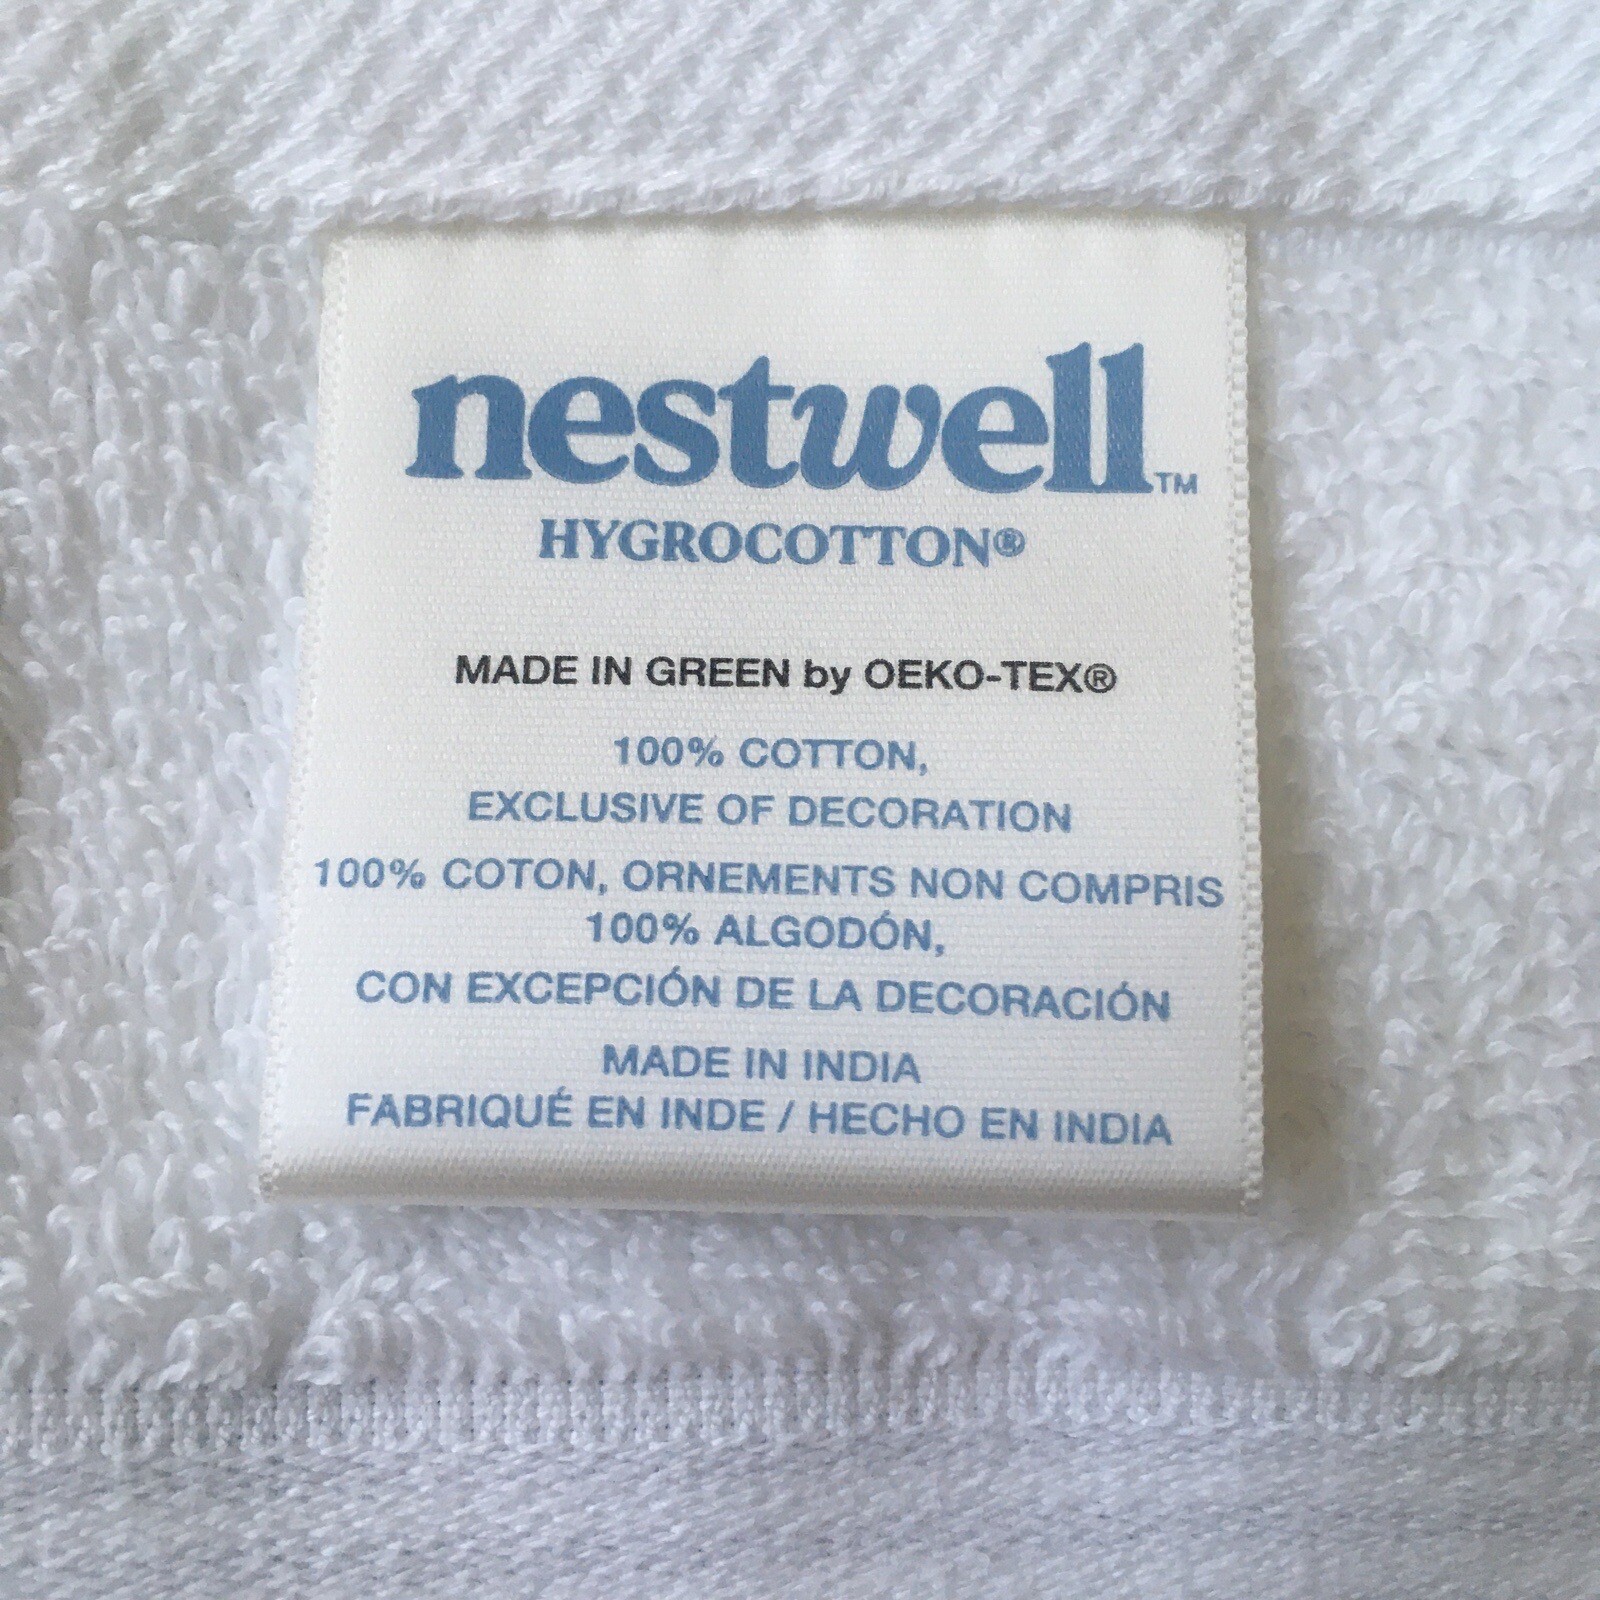 nestwell™
HYGROCOTTON®
MADE IN GREEN by OEKO-TEX®
100% COTTON,
EXCLUSIVE OF DECORATION
100% COTON, ORNEMENTS NON COMPRIS
100% ALGODÓN,
CON EXCEPCIÓN DE LA DECORACIÓN
MADE IN INDIA
FABRIQUÉ EN INDE / HECHO EN INDIA